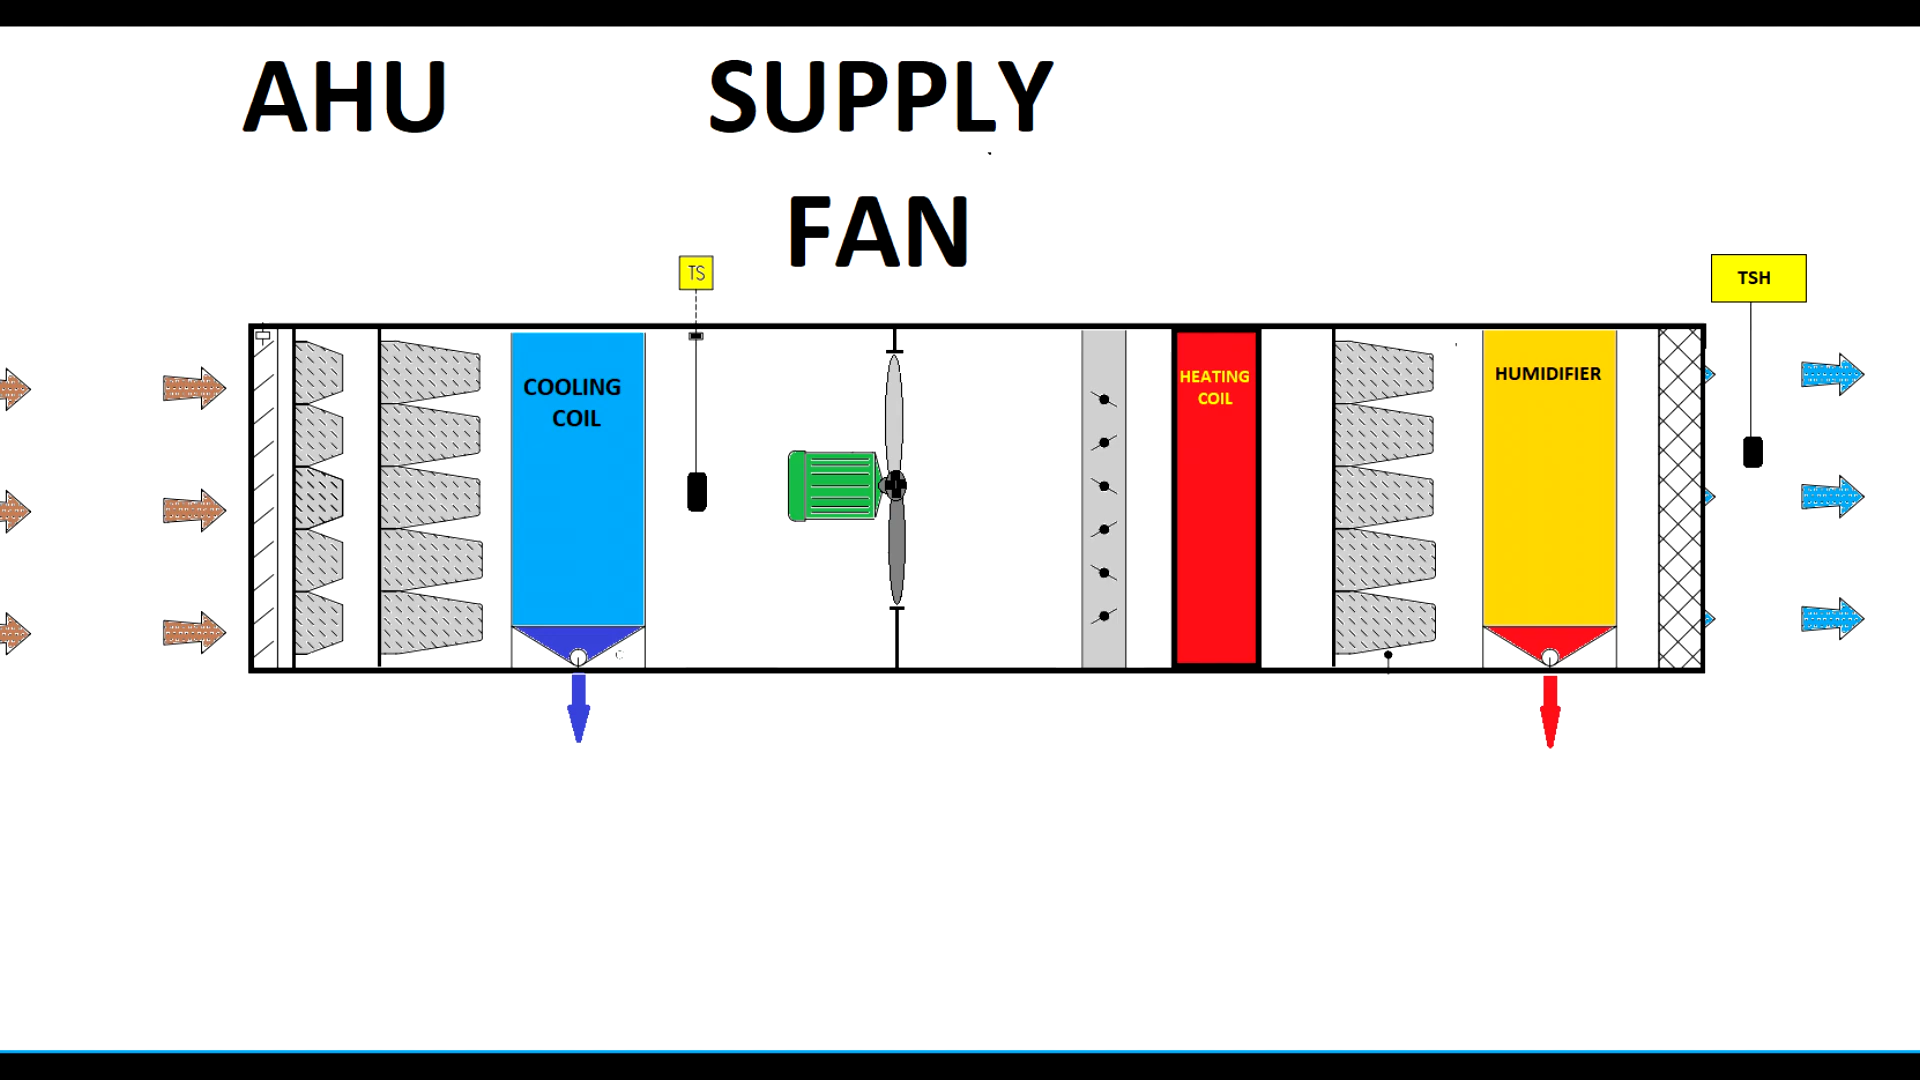 AHU SUPPLY
FAN
TS
TSH
COOLING
COIL
HEATING
COIL
HUMIDIFIER